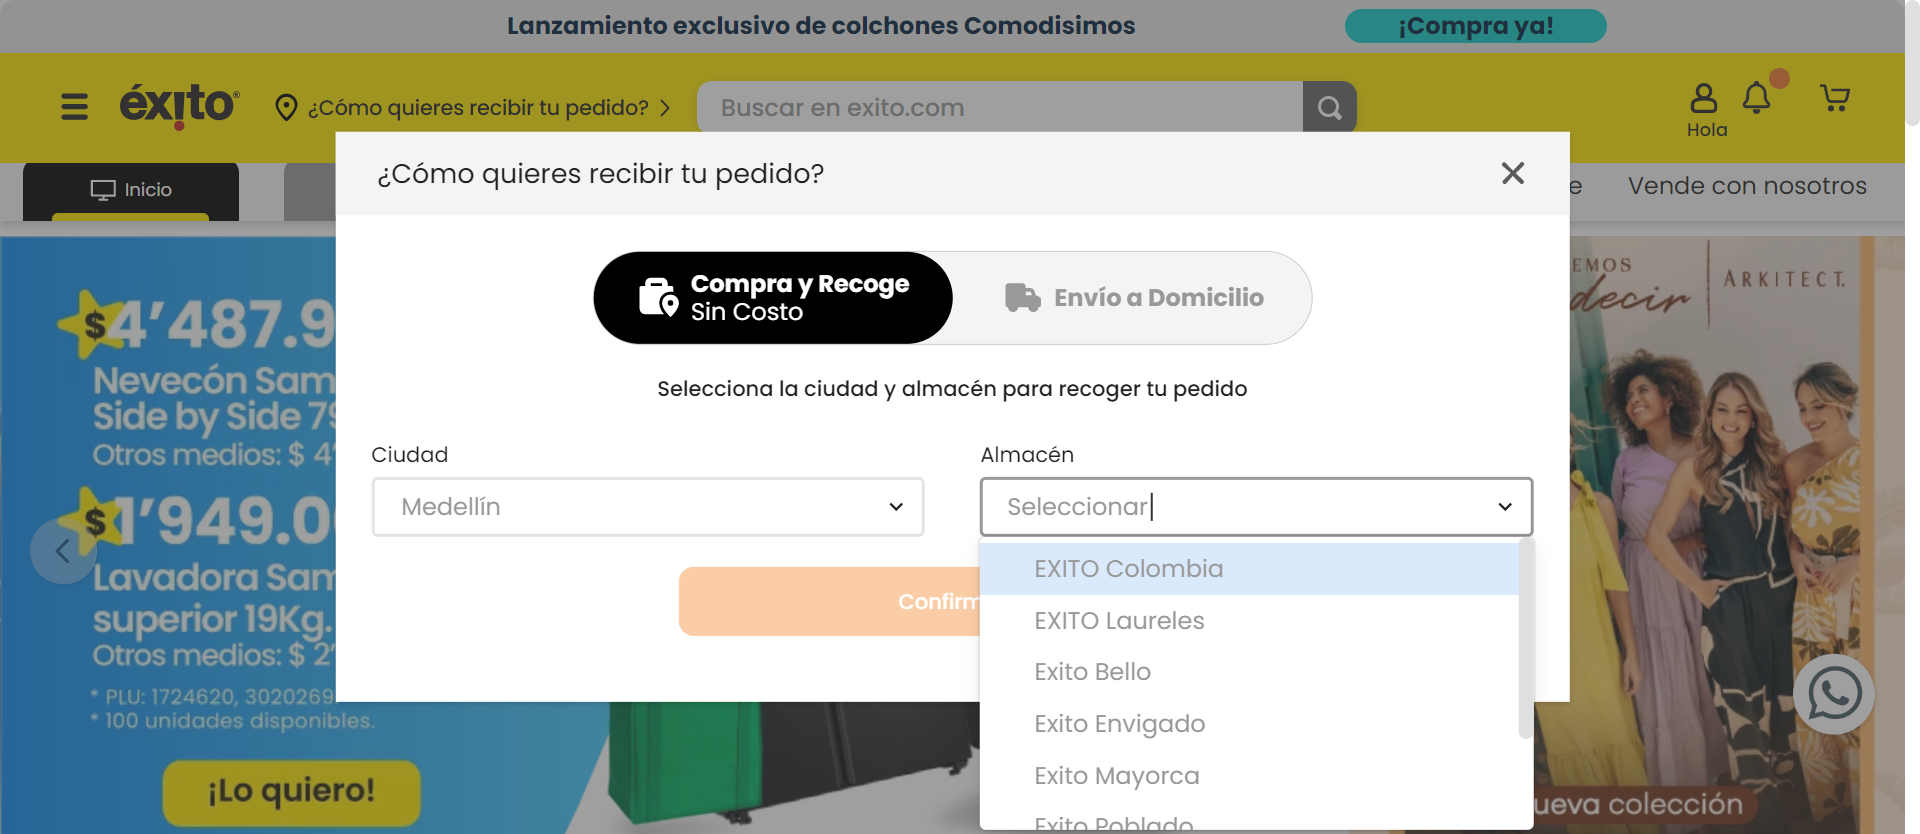 Lanzamiento exclusivo de colchones Comodisimos
¡Compra ya!
éxito®
¿Cómo quieres recibir tu pedido?
Buscar en exito.com
Hola
Inicio
Vende con nosotros
¿Cómo quieres recibir tu pedido?
Compra y Recoge
Sin Costo
Envío a Domicilio
Selecciona la ciudad y almacén para recoger tu pedido
Ciudad
Almacén
Medellín
Seleccionar
EXITO Colombia
EXITO Laureles
Exito Bello
Exito Envigado
Exito Mayorca
Exito Poblado
Confirm
$4'487.9
Nevecón Sam
Side by Side 79
Otros medios: $ 4'
$1'949.0
Lavadora Sam
superior 19Kg.
Otros medios: $ 2'
* PLU: 1724620, 3020269
* 100 unidades disponibles.
¡Lo quiero!
EMOS
decir
ARKITECT.
ueva colección